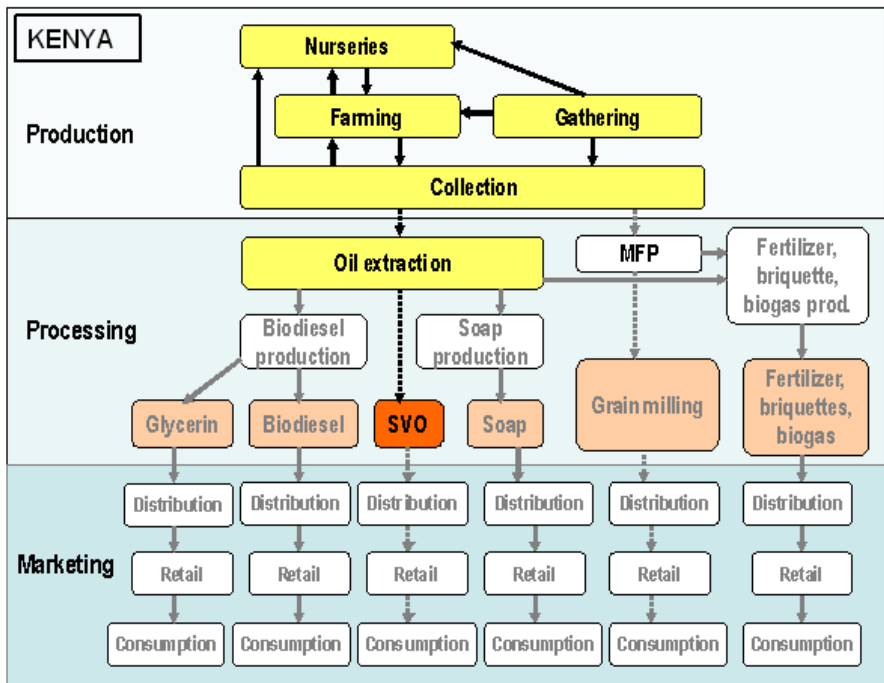 KENYA
Nurseries
Farming
Gathering
Production
Collection
Oil extraction
MFP
Fertilizer,
briquette,
biogas prod.
Processing
Biodiesel
production
Soap
production
Glycerin
Biodiesel
SVO
Soap
Grain milling
Fertilizer,
briquettes,
biogas
Distribution
Distribution
Distribution
Distribution
Distribution
Distribution
Marketing
Retail
Retail
Retail
Retail
Retail
Retail
Consumption
Consumption
Consumption
Consumption
Consumption
Consumption